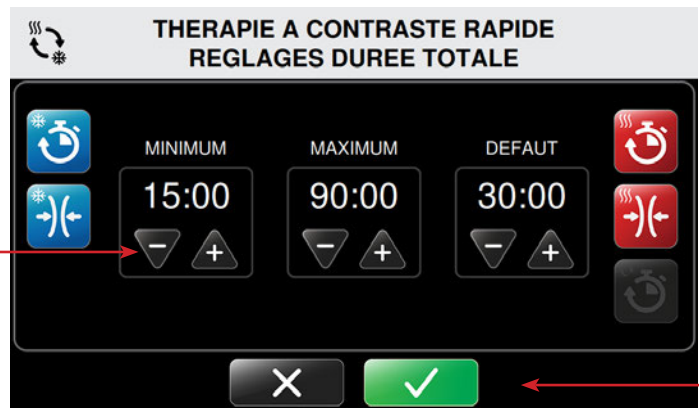 THERAPIE A CONTRASTE RAPIDE
REGLAGES DUREE TOTALE
MINIMUM MAXIMUM DEFAUT
15:00 90:00 30:00